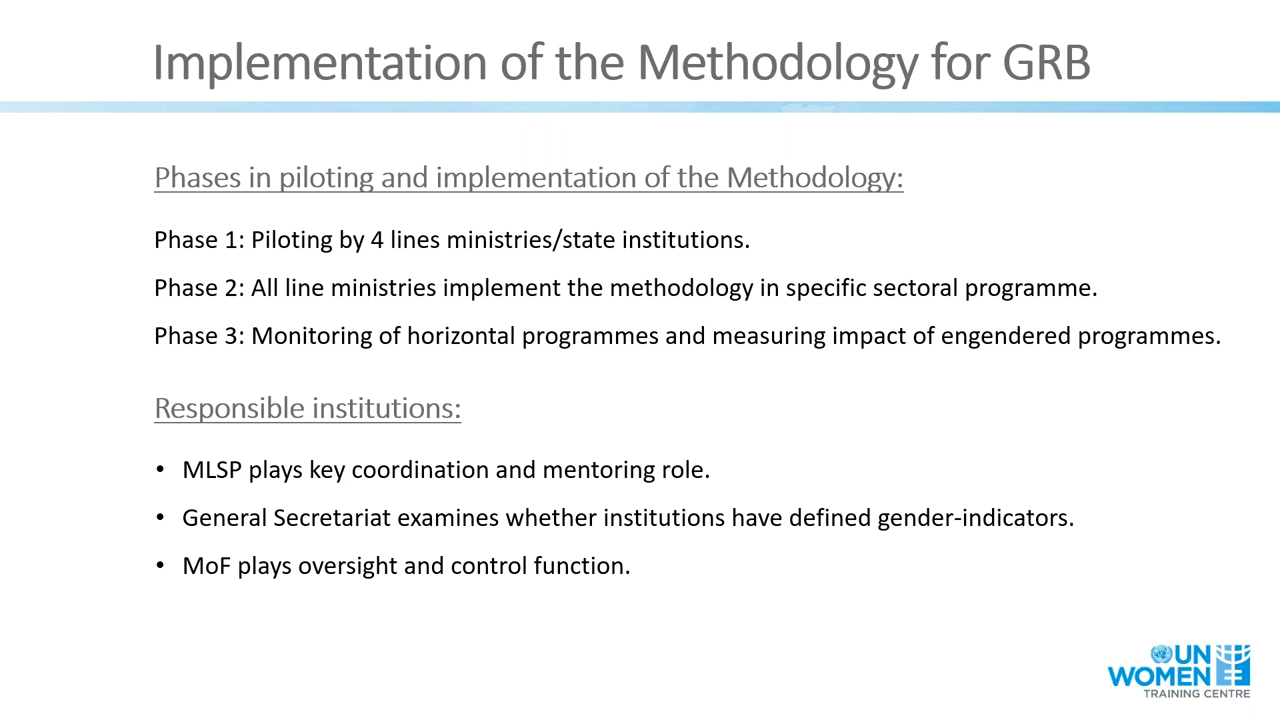 Implementation of the Methodology for GRB
Phases in piloting and implementation of the Methodology:
Phase 1: Piloting by 4 lines ministries/state institutions.
Phase 2: All line ministries implement the methodology in specific sectoral programme.
Phase 3: Monitoring of horizontal programmes and measuring impact of engendered programmes.
Responsible institutions:
• MLSP plays key coordination and mentoring role.
• General Secretariat examines whether institutions have defined gender-indicators.
• MoF plays oversight and control function.
UN
WOMEN
TRAINING CENTRE